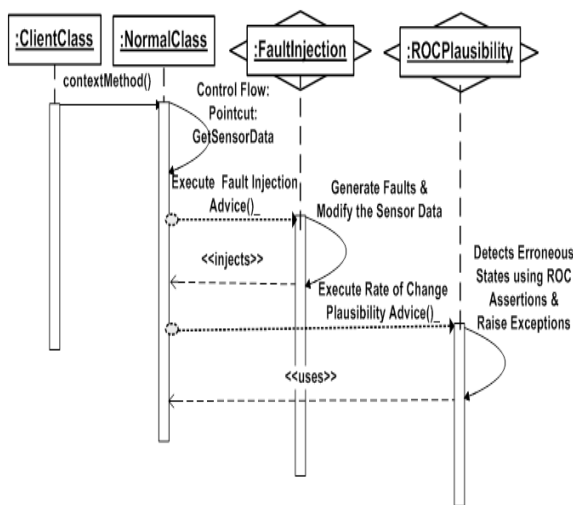 :ClientClass
:NormalClass
:FaultInjection
:ROCPlausibility
contextMethod()
Control Flow:
Pointcut:
GetSensorData
Execute Fault Injection
Advice()_
Generate Faults &
Modify the Sensor Data
<<injects>>
Execute Rate of Change
Plausibility Advice()_
Detects Erroneous
States using ROC
Assertions &
Raise Exceptions
<<uses>>